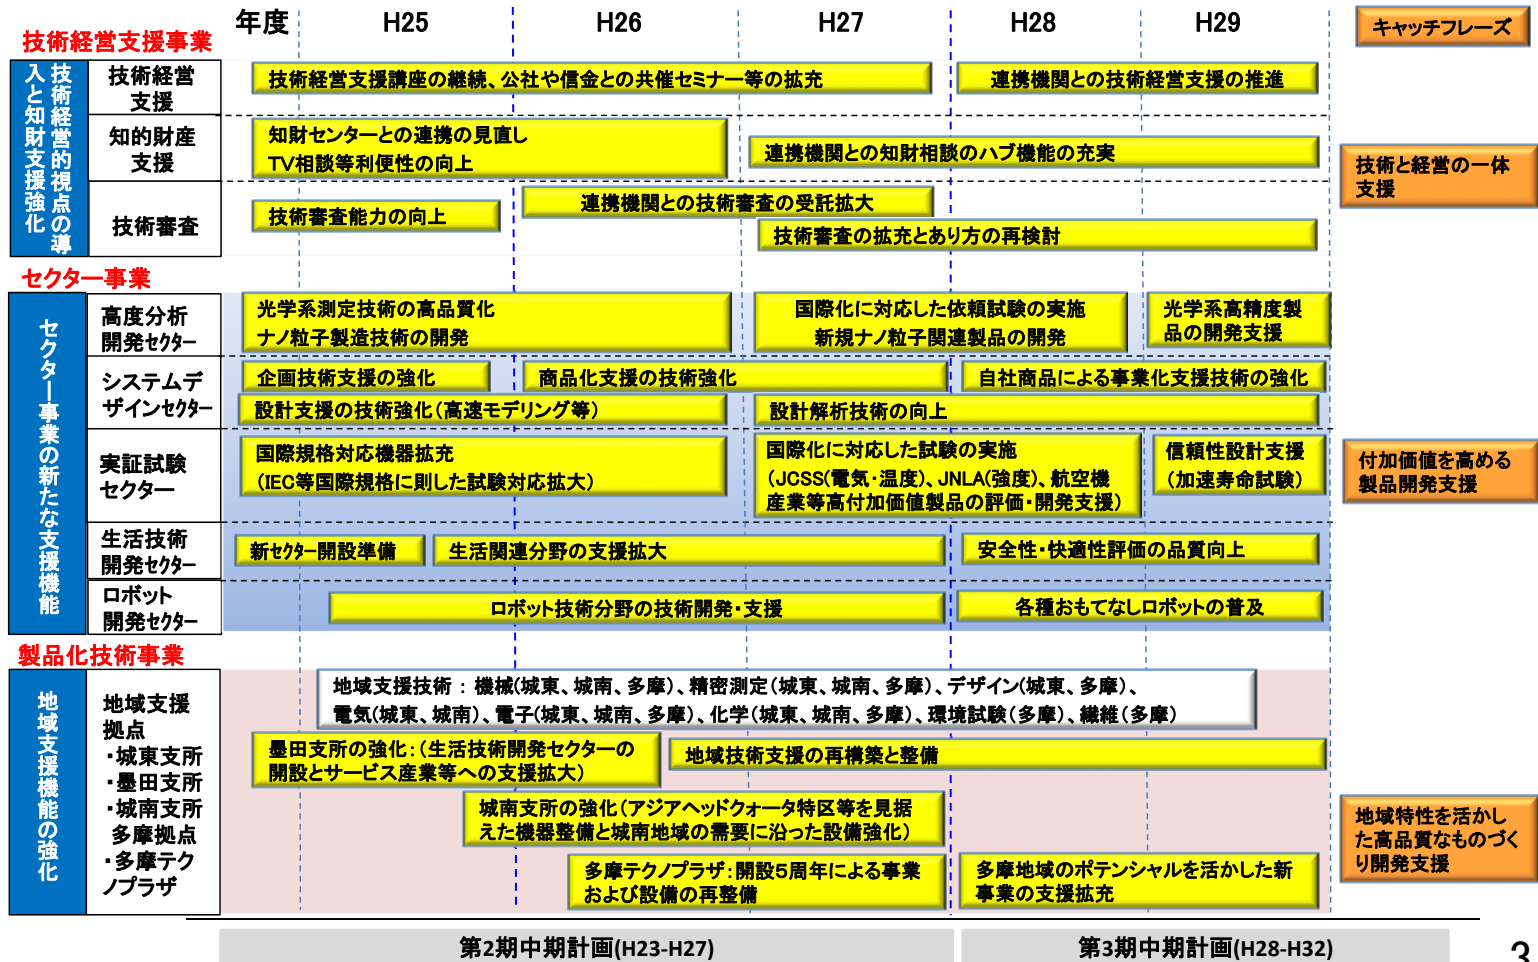 年度 H25 H26 H27 H28 H29
キャッチフレーズ
技術経営支援事業
技術経営的視点の導
入と知財支援強化
技術経営
支援
技術経営支援講座の継続、公社や信金との共催セミナー等の拡充
連携機関との技術経営支援の推進
知的財産
支援
知財センターとの連携の見直し
TV相談等利便性の向上
連携機関との知財相談のハブ機能の充実
技術と経営の一体
支援
技術審査
技術審査能力の向上
連携機関との技術審査の受託拡大
技術審査の拡充とあり方の再検討
セクター事業
セクター事業の新たな支援機能
高度分析
開発セクター
光学系測定技術の高品質化
ナノ粒子製造技術の開発
国際化に対応した依頼試験の実施
新規ナノ粒子関連製品の開発
光学系高精度製
品の開発支援
システムデ
ザインセクター
企画技術支援の強化
商品化支援の技術強化
自社商品による事業化支援技術の強化
設計支援の技術強化(高速モデリング等)
設計解析技術の向上
実証試験
セクター
国際規格対応機器拡充
(IEC等国際規格に則した試験対応拡大)
国際化に対応した試験の実施
(JCSS(電気・温度)、JNLA(強度)、航空機
産業等高付加価値製品の評価・開発支援)
信頼性設計支援
(加速寿命試験)
付加価値を高める
製品開発支援
生活技術
開発セクター
新セクター開設準備
生活関連分野の支援拡大
安全性・快適性評価の品質向上
ロボット
開発セクター
ロボット技術分野の技術開発・支援
各種おもてなしロボットの普及
製品化技術事業
地域支援機能の強化
地域支援
拠点
・城東支所
・墨田支所
・城南支所
多摩拠点
・多摩テク
ノプラザ
地域支援技術 : 機械(城東、城南、多摩)、精密測定(城東、城南、多摩)、デザイン(城東、多摩)、
電気(城東、城南)、電子(城東、城南、多摩)、化学(城東、城南、多摩)、環境試験(多摩)、繊維(多摩)
墨田支所の強化:(生活技術開発セクターの
開設とサービス産業等への支援拡大)
地域技術支援の再構築と整備
城南支所の強化(アジアヘッドクォータ特区等を見据
えた機器整備と城南地域の需要に沿った設備強化)
多摩テクノプラザ:開設5周年による事業
および設備の再整備
多摩地域のポテンシャルを活かした新
事業の支援拡充
地域特性を活かし
た高品質なものづく
り開発支援
第2期中期計画(H23-H27)
第3期中期計画(H28-H32)
3